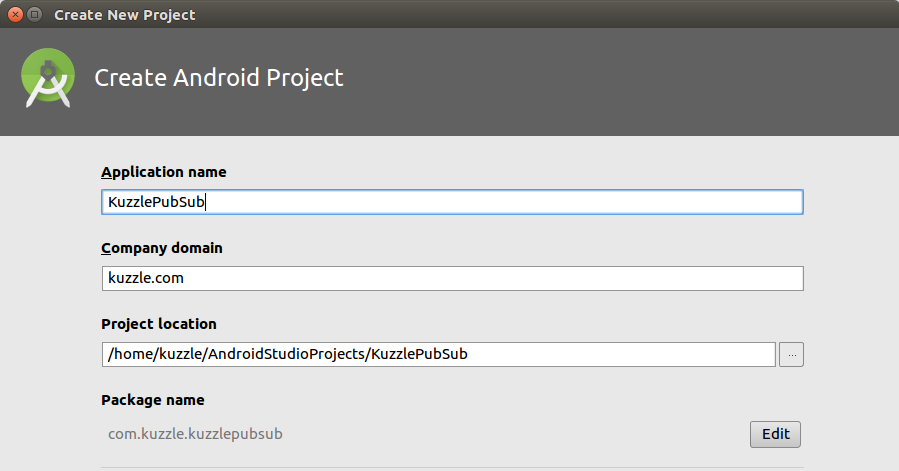 Create New Project
Create Android Project
Application name
KuzzlePubSub
Company domain
kuzzle.com
Project location
/home/kuzzle/AndroidStudioProjects/KuzzlePubSub
...
Package name
com.kuzzle.kuzzlepubsub
Edit